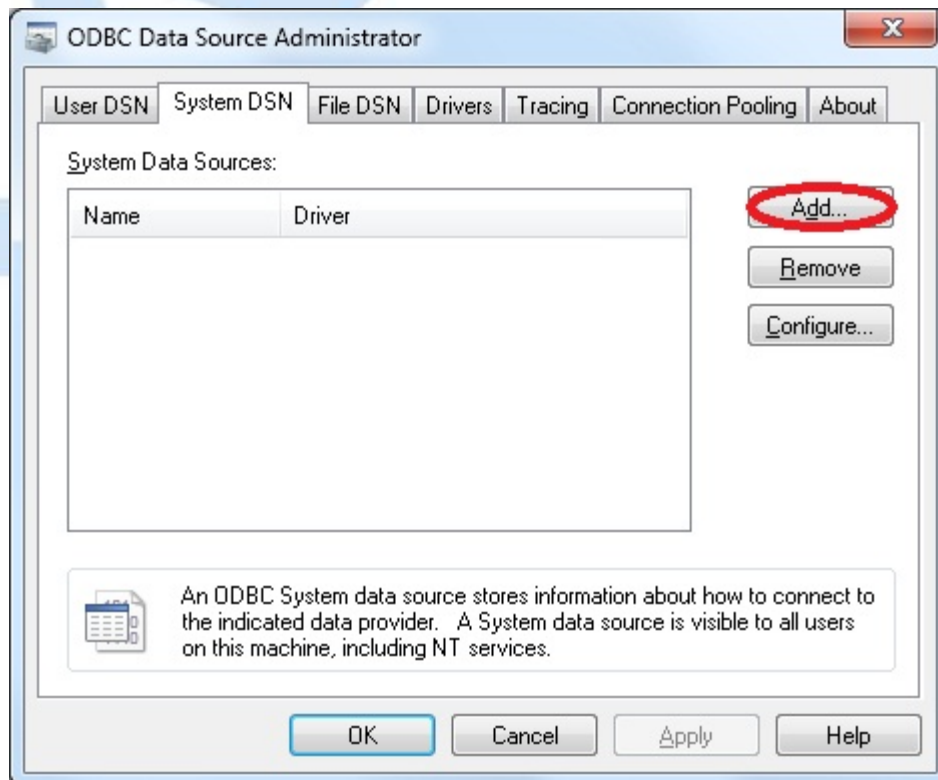 ODBC Data Source Administrator
User DSN System DSN File DSN Drivers Tracing Connection Pooling About
System Data Sources:
Name Driver
Add...
Remove
Configure...
An ODBC System data source stores information about how to connect to
the indicated data provider. A System data source is visible to all users
on this machine, including NT services.
OK Cancel Apply Help